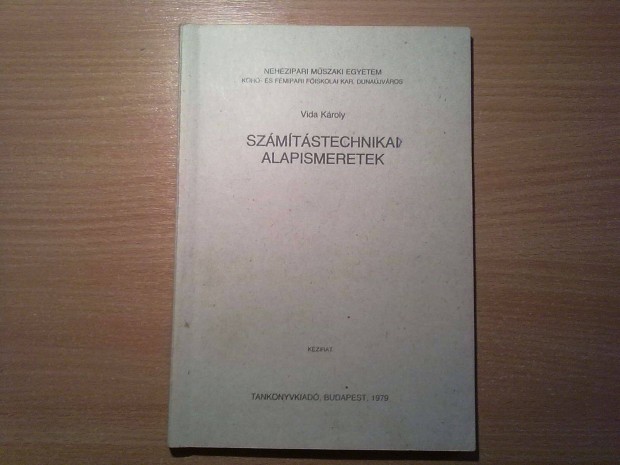 NEHÉZIPARI MŰSZAKI EGYETEM
KOHÓ- ÉS FÉMIPARI FŐISKOLAI KAR, DUNAÚJVÁROS
Vida Károly
SZÁMÍTÁSTECHNIKAI
ALAPISMERETEK
KÉZIRAT
TANKÖNYVKIADÓ, BUDAPEST, 1979